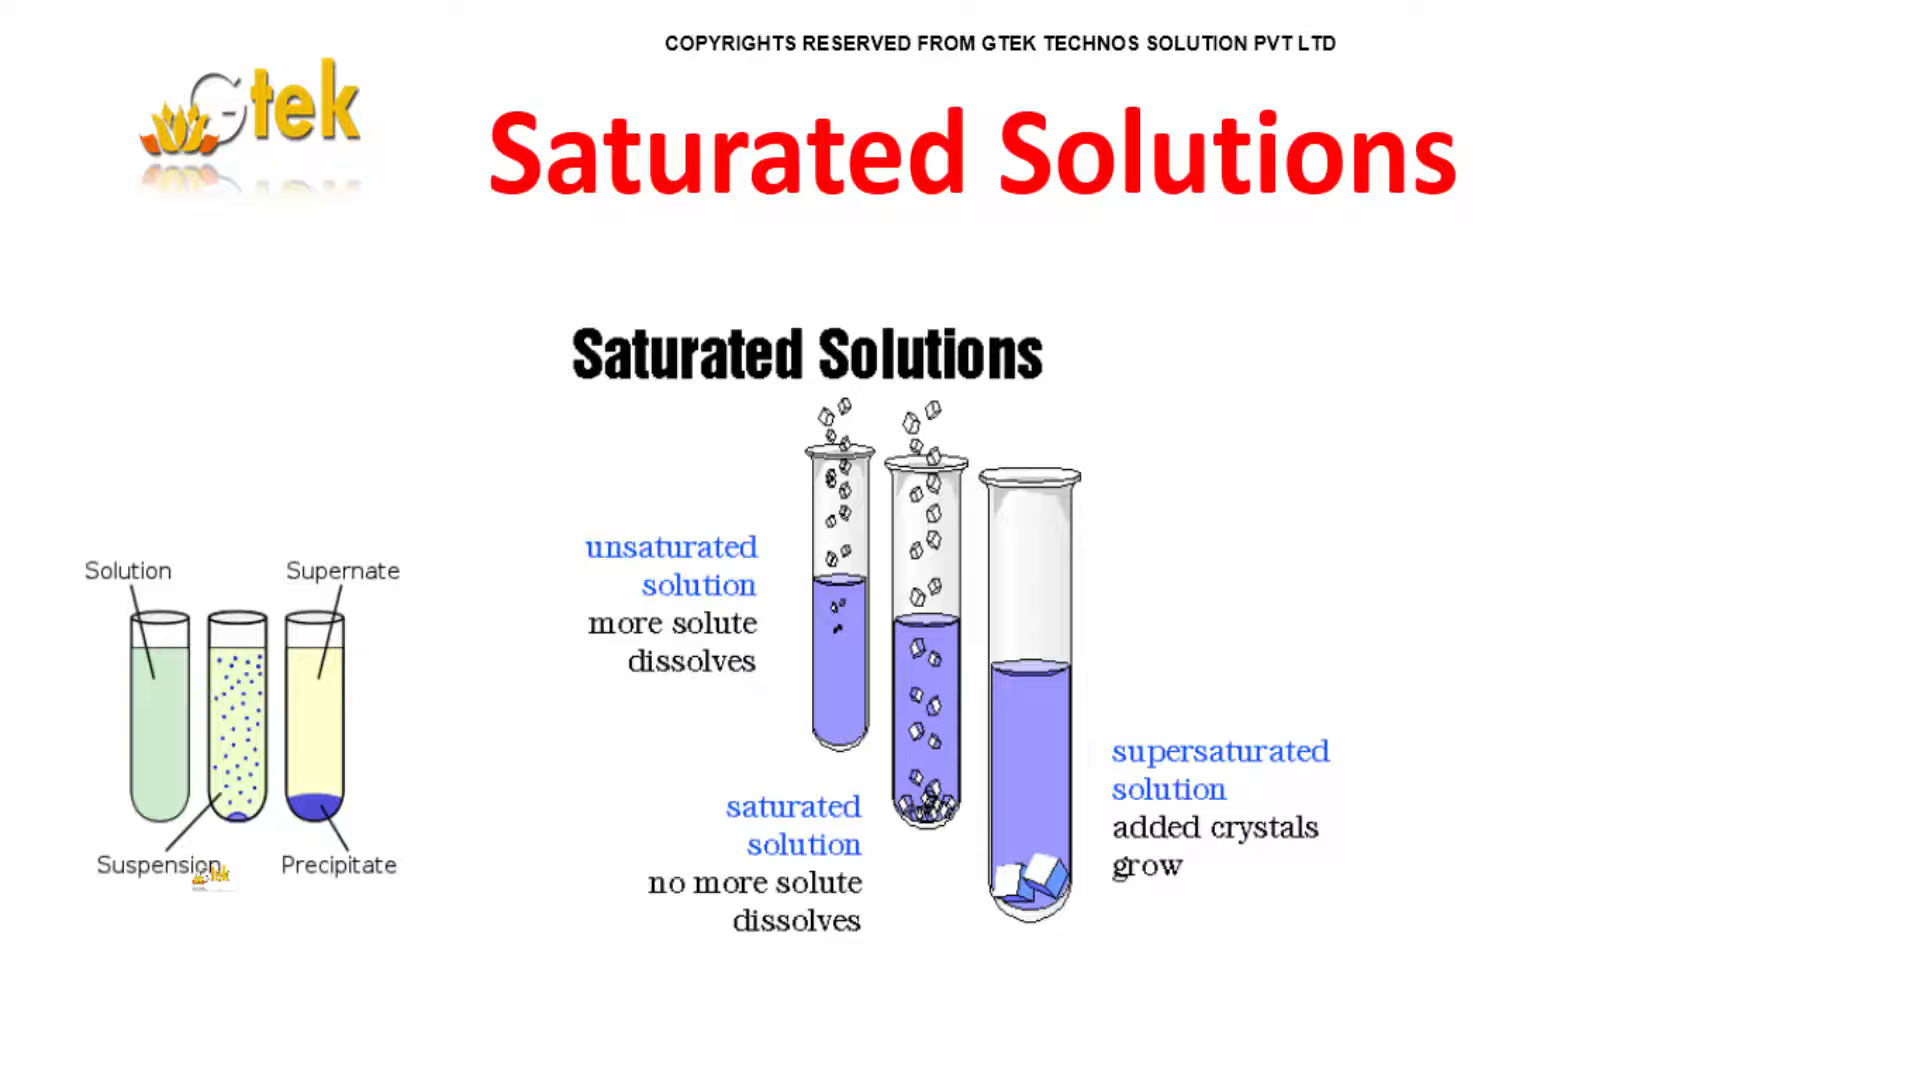 COPYRIGHTS RESERVED FROM GTEK TECHNOS SOLUTION PVT LTD
Gtek
Saturated Solutions
Saturated Solutions
unsaturated
solution
more solute
dissolves
Solution
Supernate
supersaturated
solution
added crystals
grow
saturated
solution
no more solute
dissolves
Suspension
Gtek
Precipitate